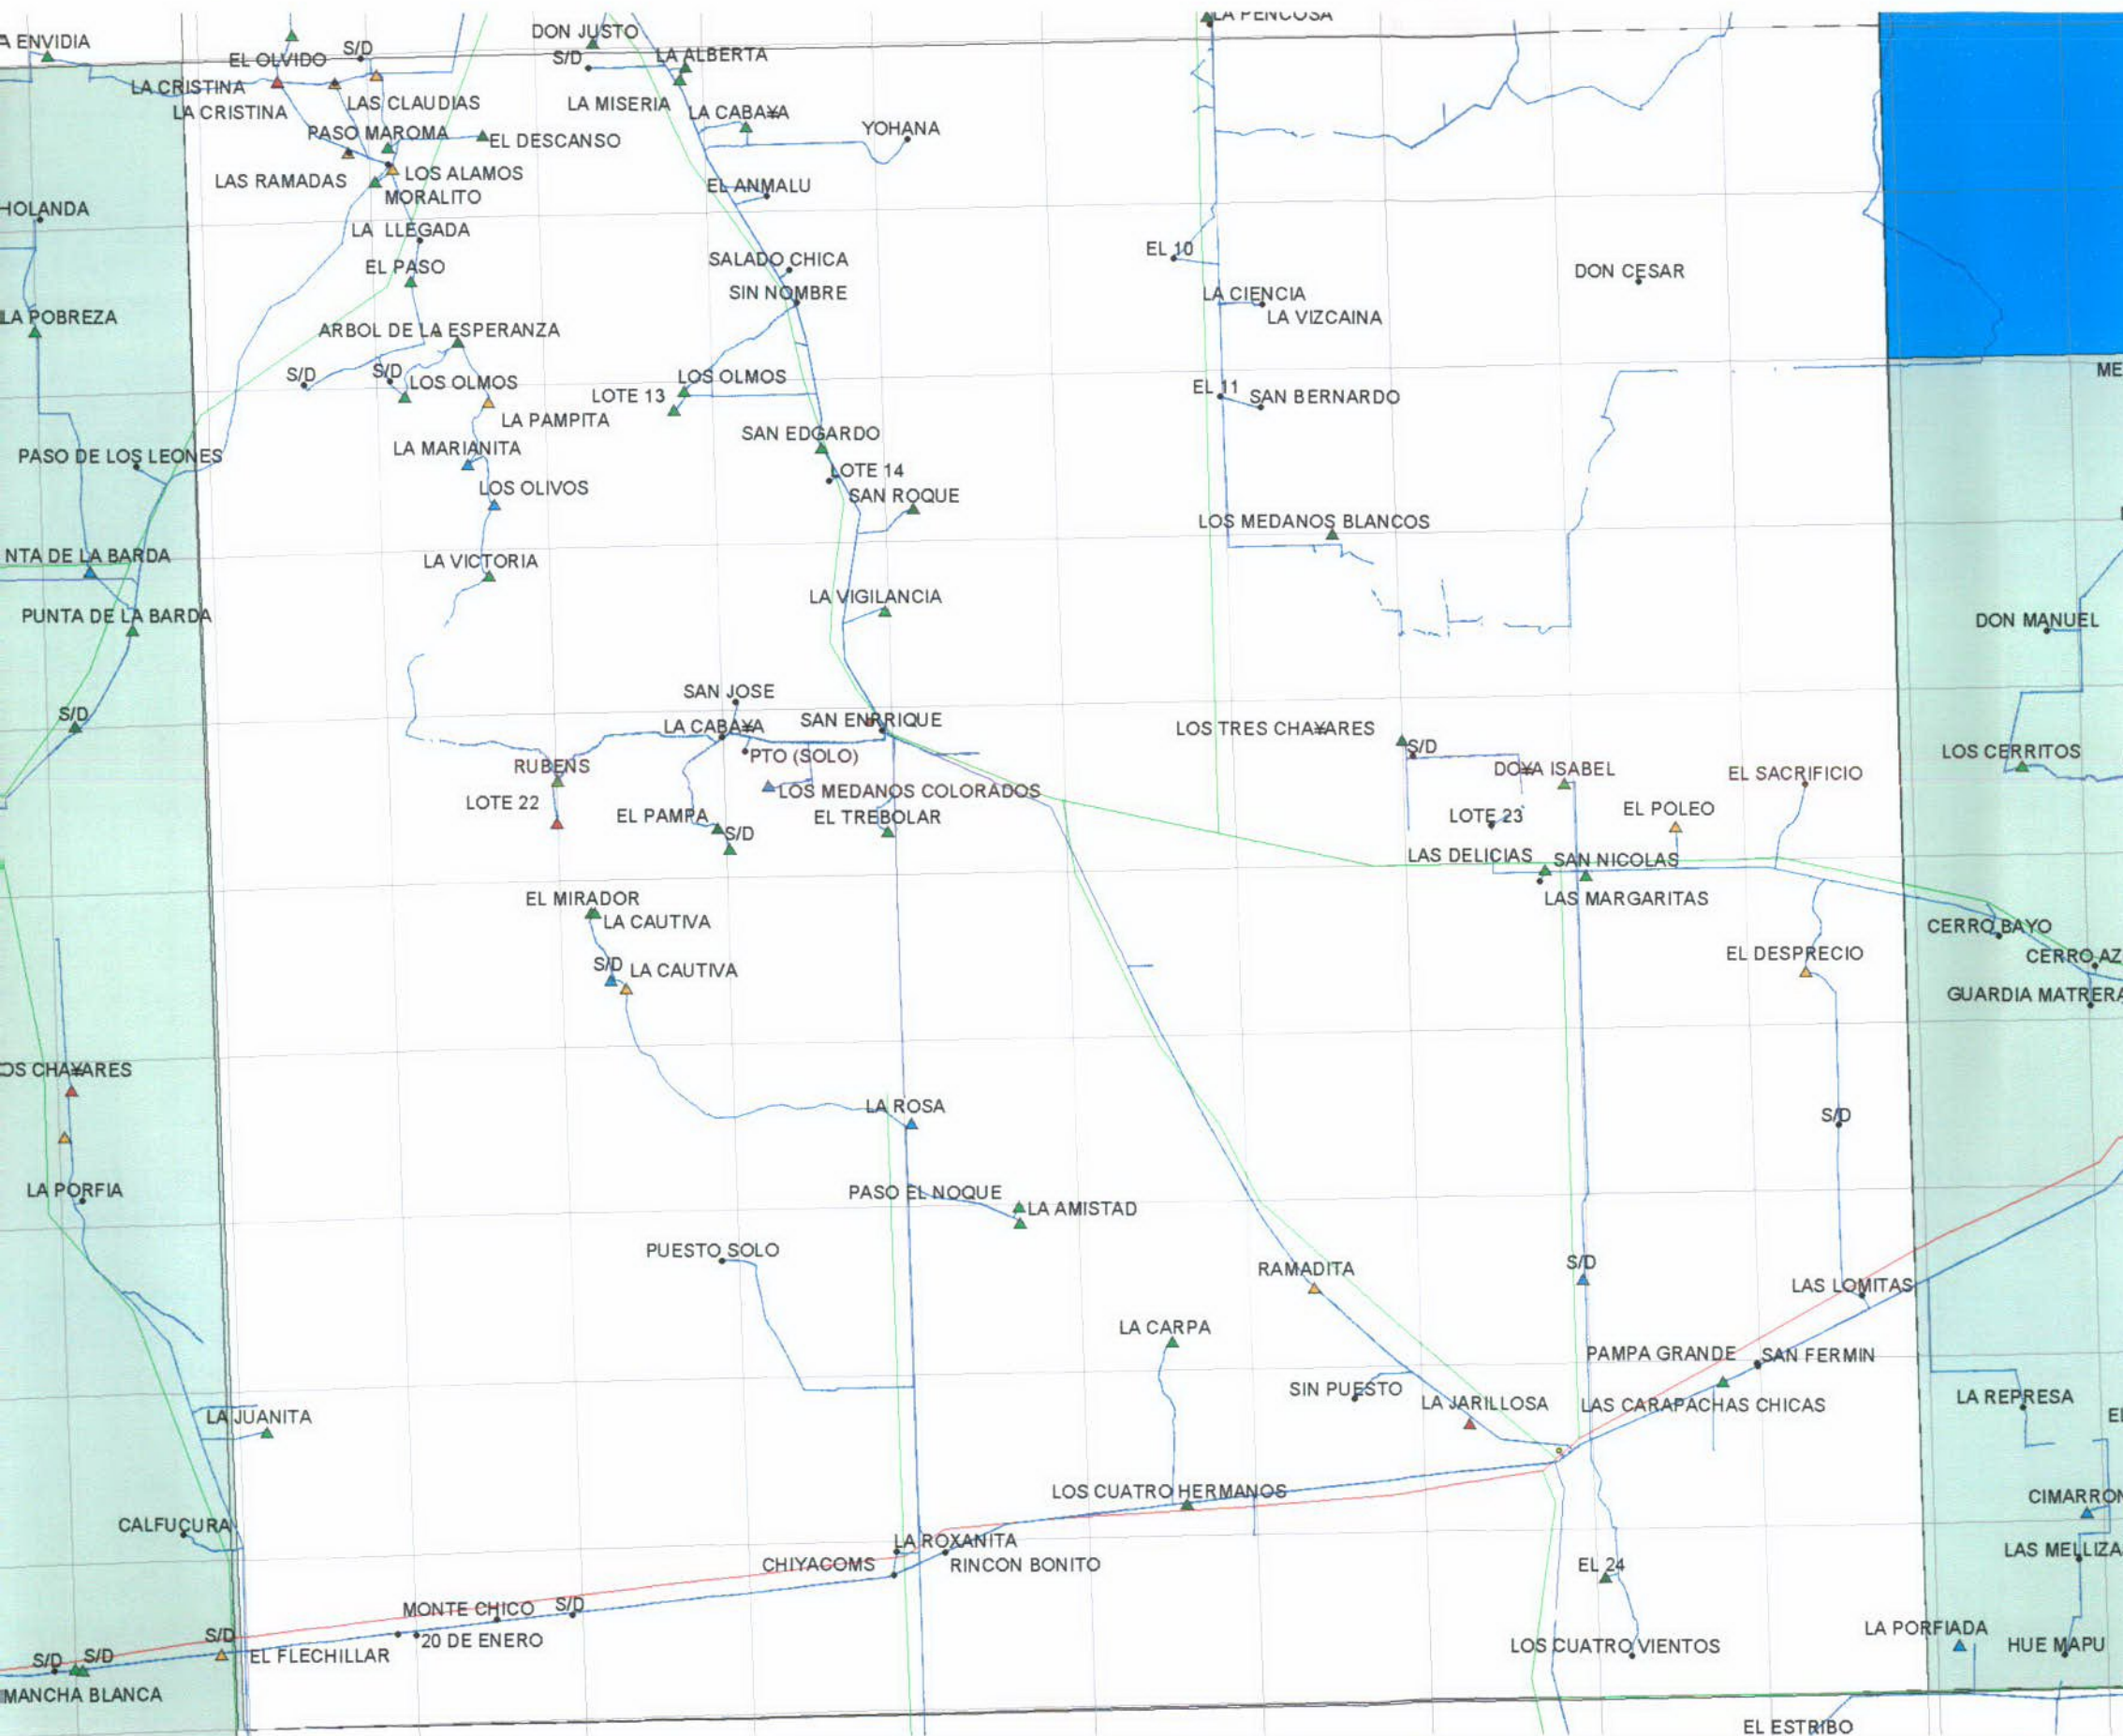 LA PENCOSA
ENVIDIA
DON JUSTO
S/D
EL OLVIDO
S/D
LA ALBERTA
LA CRISTINA
LAS CLAUDIAS
LA MISERIA
LA CRISTINA
LA CABA¥A
YOHANA
PASO MAROMA
EL DESCANSO
LAS RAMADAS
LOS ALAMOS
EL ANMALU
MORALITO
HOLANDA
LA LLEGADA
EL 10
SALADO CHICA
EL PASO
DON CESAR
SIN NOMBRE
LA CIENCIA
LA POBREZA
LA VIZCAINA
ARBOL DE LA ESPERANZA
S/D
S/D
LOS OLMOS
LOS OLMOS
ME
LOTE 13
EL 11
SAN BERNARDO
LA PAMPITA
SAN EDGARDO
LA MARIANITA
PASO DE LOS LEONES
LOTE 14
LOS OLIVOS
SAN ROQUE
LOS MEDANOS BLANCOS
NTA DE LA BARDA
LA VICTORIA
LA VIGILANCIA
PUNTA DE LA BARDA
DON MANUEL
SAN JOSE
S/D
SAN ENRRIQUE
LA CABA¥A
LOS TRES CHA¥ARES
S/D
PTO (SOLO)
LOS CERRITOS
RUBENS
DO¥A ISABEL
EL SACRIFICIO
LOS MEDANOS COLORADOS
LOTE 22
EL PAMPA
EL TREBOLAR
LOTE 23
EL POLEO
S/D
LAS DELICIAS
SAN NICOLAS
EL MIRADOR
LAS MARGARITAS
LA CAUTIVA
CERRO BAYO
EL DESPRECIO
CERRO AZ
S/D
LA CAUTIVA
GUARDIA MATRERA
OS CHA¥ARES
LA ROSA
S/D
LA PORFIA
PASO EL NOQUE
LA AMISTAD
PUESTO SOLO
RAMADITA
S/D
LAS LOMITAS
LA CARPA
PAMPA GRANDE
SAN FERMIN
SIN PUESTO
LA REPRESA
LA JARILLOSA
LAS CARAPACHAS CHICAS
LA JUANITA
LOS CUATRO HERMANOS
CIMARRON
CALFUCURA
LA ROXANITA
LAS MELLIZA
CHIYACOMS
RINCON BONITO
EL 24
MONTE CHICO
S/D
LA PORFIADA
S/D
20 DE ENERO
LOS CUATRO VIENTOS
HUE MAPU
S/D
S/D
EL FLECHILLAR
MANCHA BLANCA
EL ESTRIBO